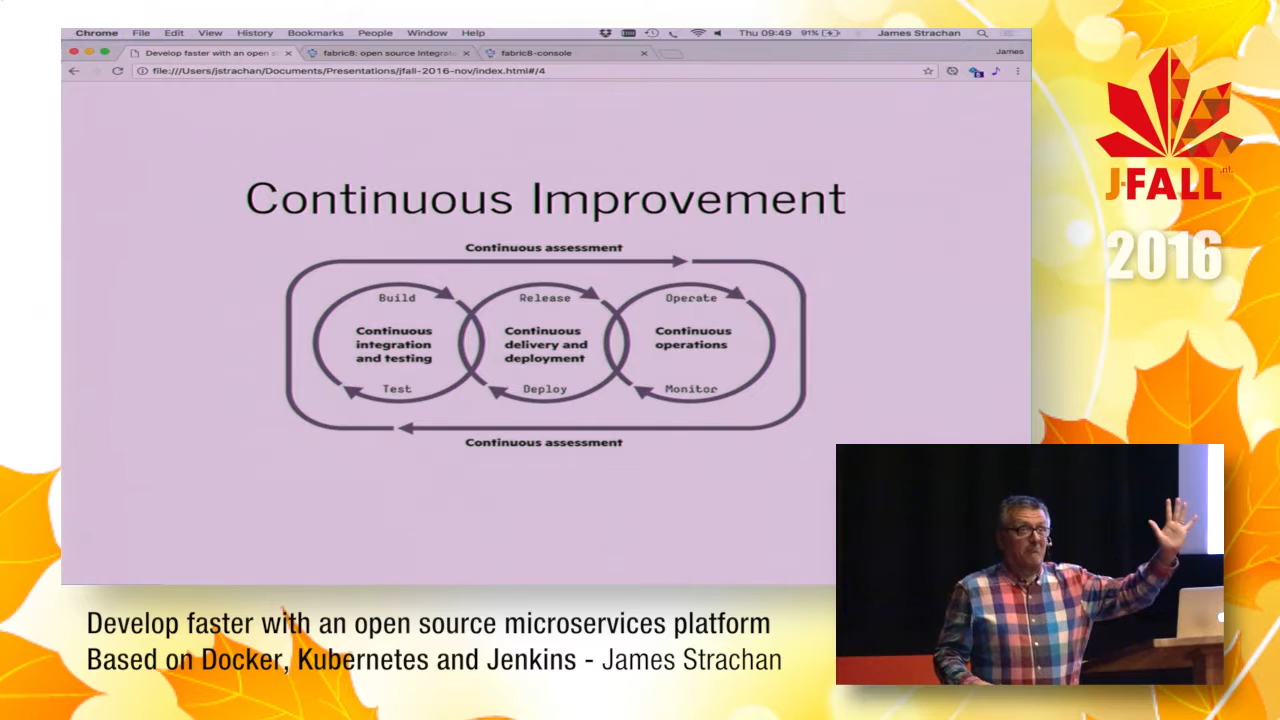 Chrome File Edit View History Bookmarks People Window Help Thu 09:49 91% James Strachan
Develop faster with an open s fabric8: open source Integrat fabric8-console James
file:///Users/jstrachan/Documents/Presentations/jfall-2016-nov/index.html#/4
Continuous Improvement
Continuous assessment
Build Release Operate
Continuous integration and testing
Continuous delivery and deployment
Continuous operations
Test Deploy Monitor
Continuous assessment
J-FALL.nl
2016
Develop faster with an open source microservices platform
Based on Docker, Kubernetes and Jenkins - James Strachan